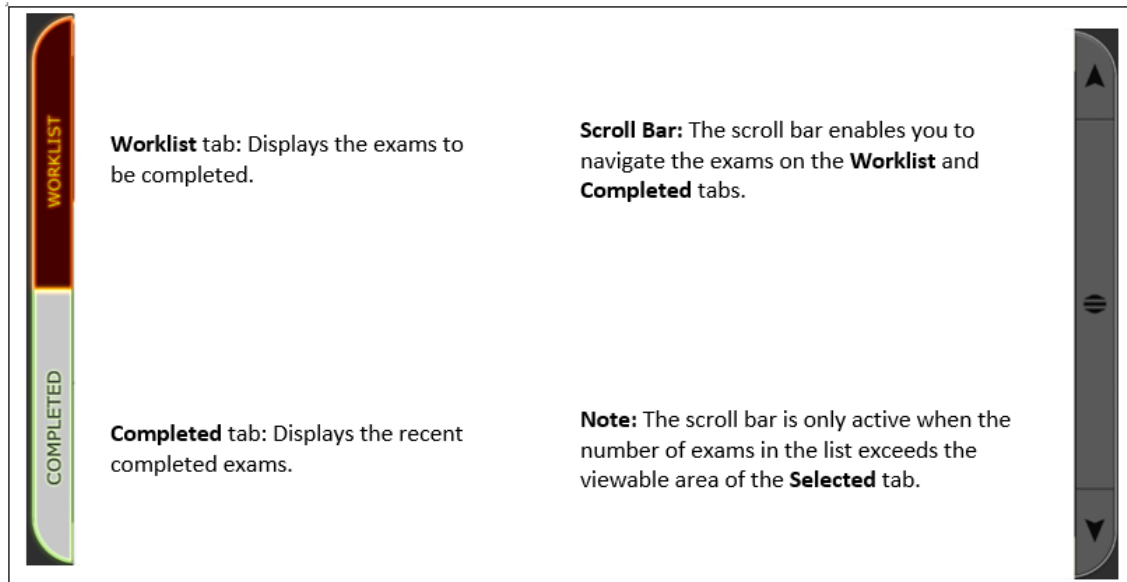 WORKLIST
Worklist tab: Displays the exams to
be completed.
COMPLETED
Completed tab: Displays the recent
completed exams.
Scroll Bar: The scroll bar enables you to
navigate the exams on the Worklist and
Completed tabs.
Note: The scroll bar is only active when the
number of exams in the list exceeds the
viewable area of the Selected tab.